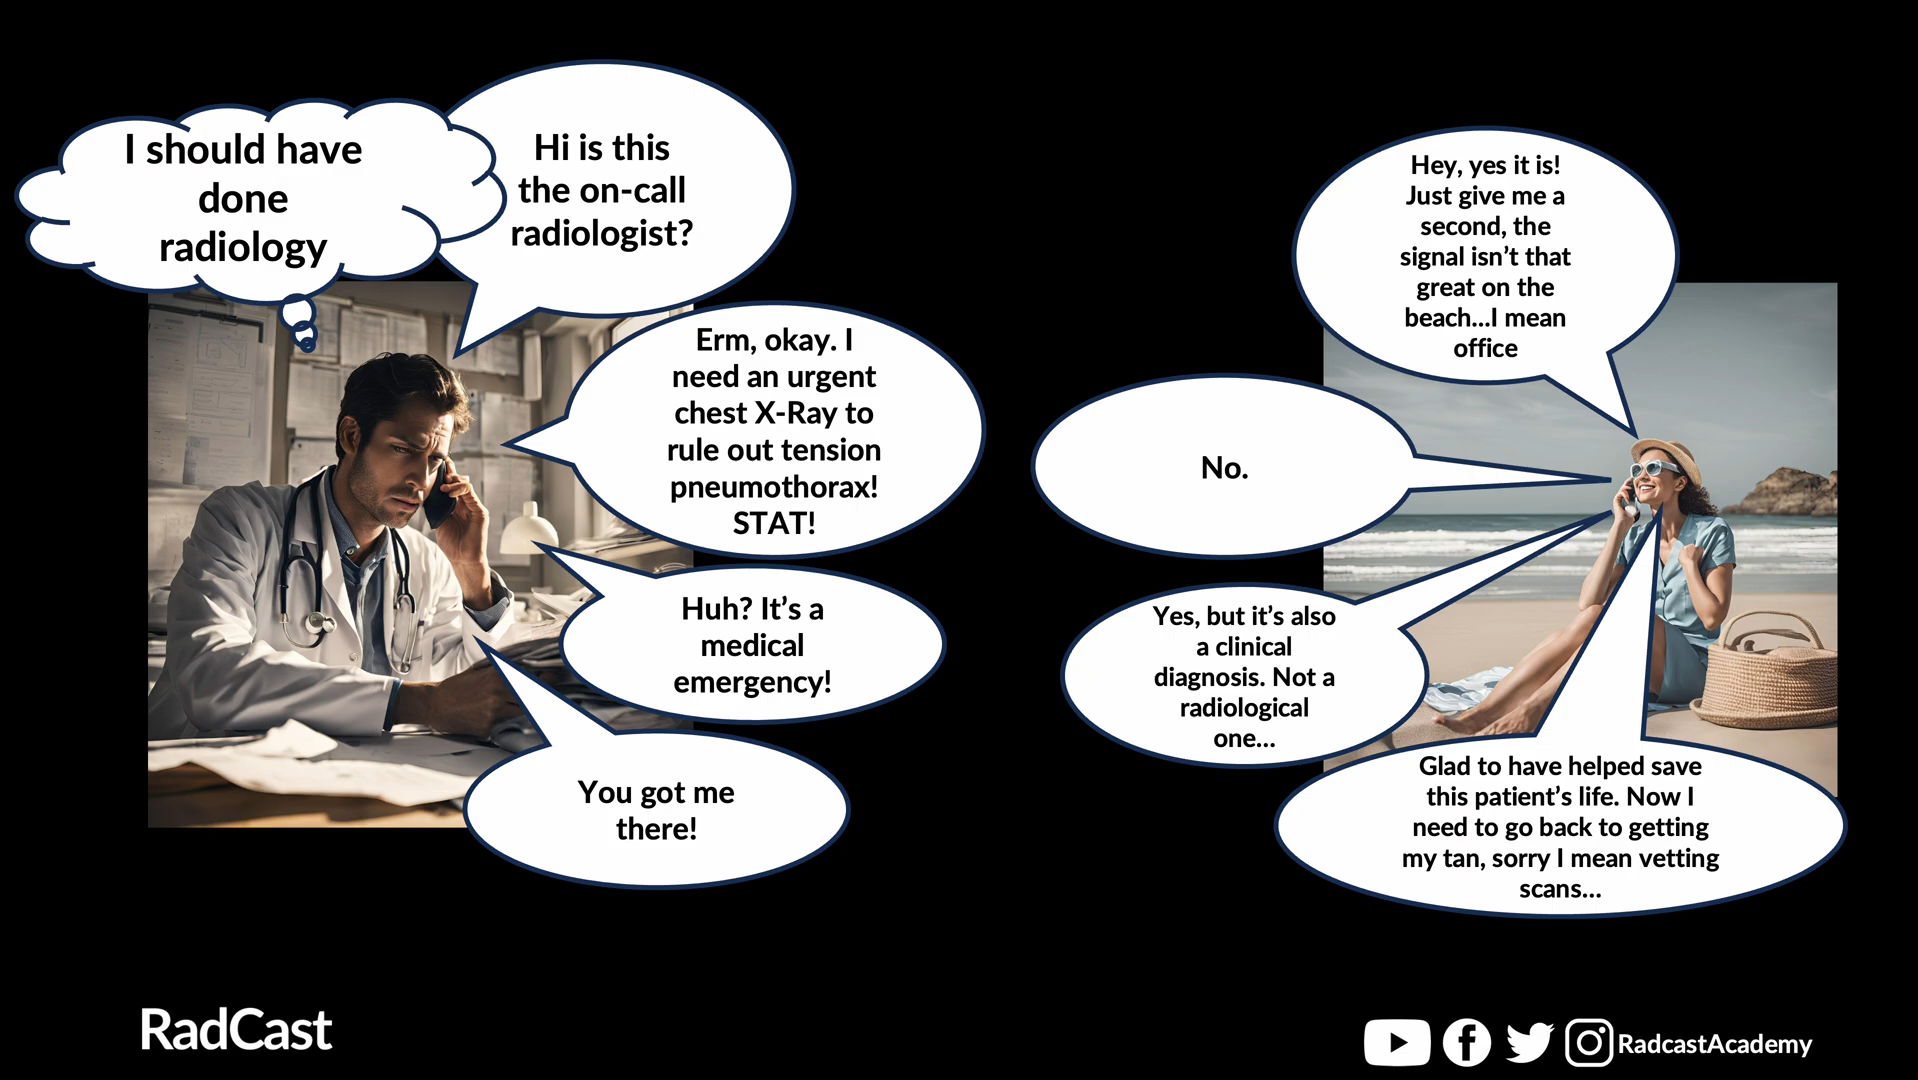 I should have
done
radiology
Hi is this
the on-call
radiologist?
Hey, yes it is!
Just give me a
second, the
signal isn’t that
great on the
beach...I mean
office
Erm, okay. I
need an urgent
chest X-Ray to
rule out tension
pneumothorax!
STAT!
No.
Huh? It’s a
medical
emergency!
Yes, but it’s also
a clinical
diagnosis. Not a
radiological
one...
You got me
there!
Glad to have helped save
this patient’s life. Now I
need to go back to getting
my tan, sorry I mean vetting
scans...
RadCast
RadcastAcademy